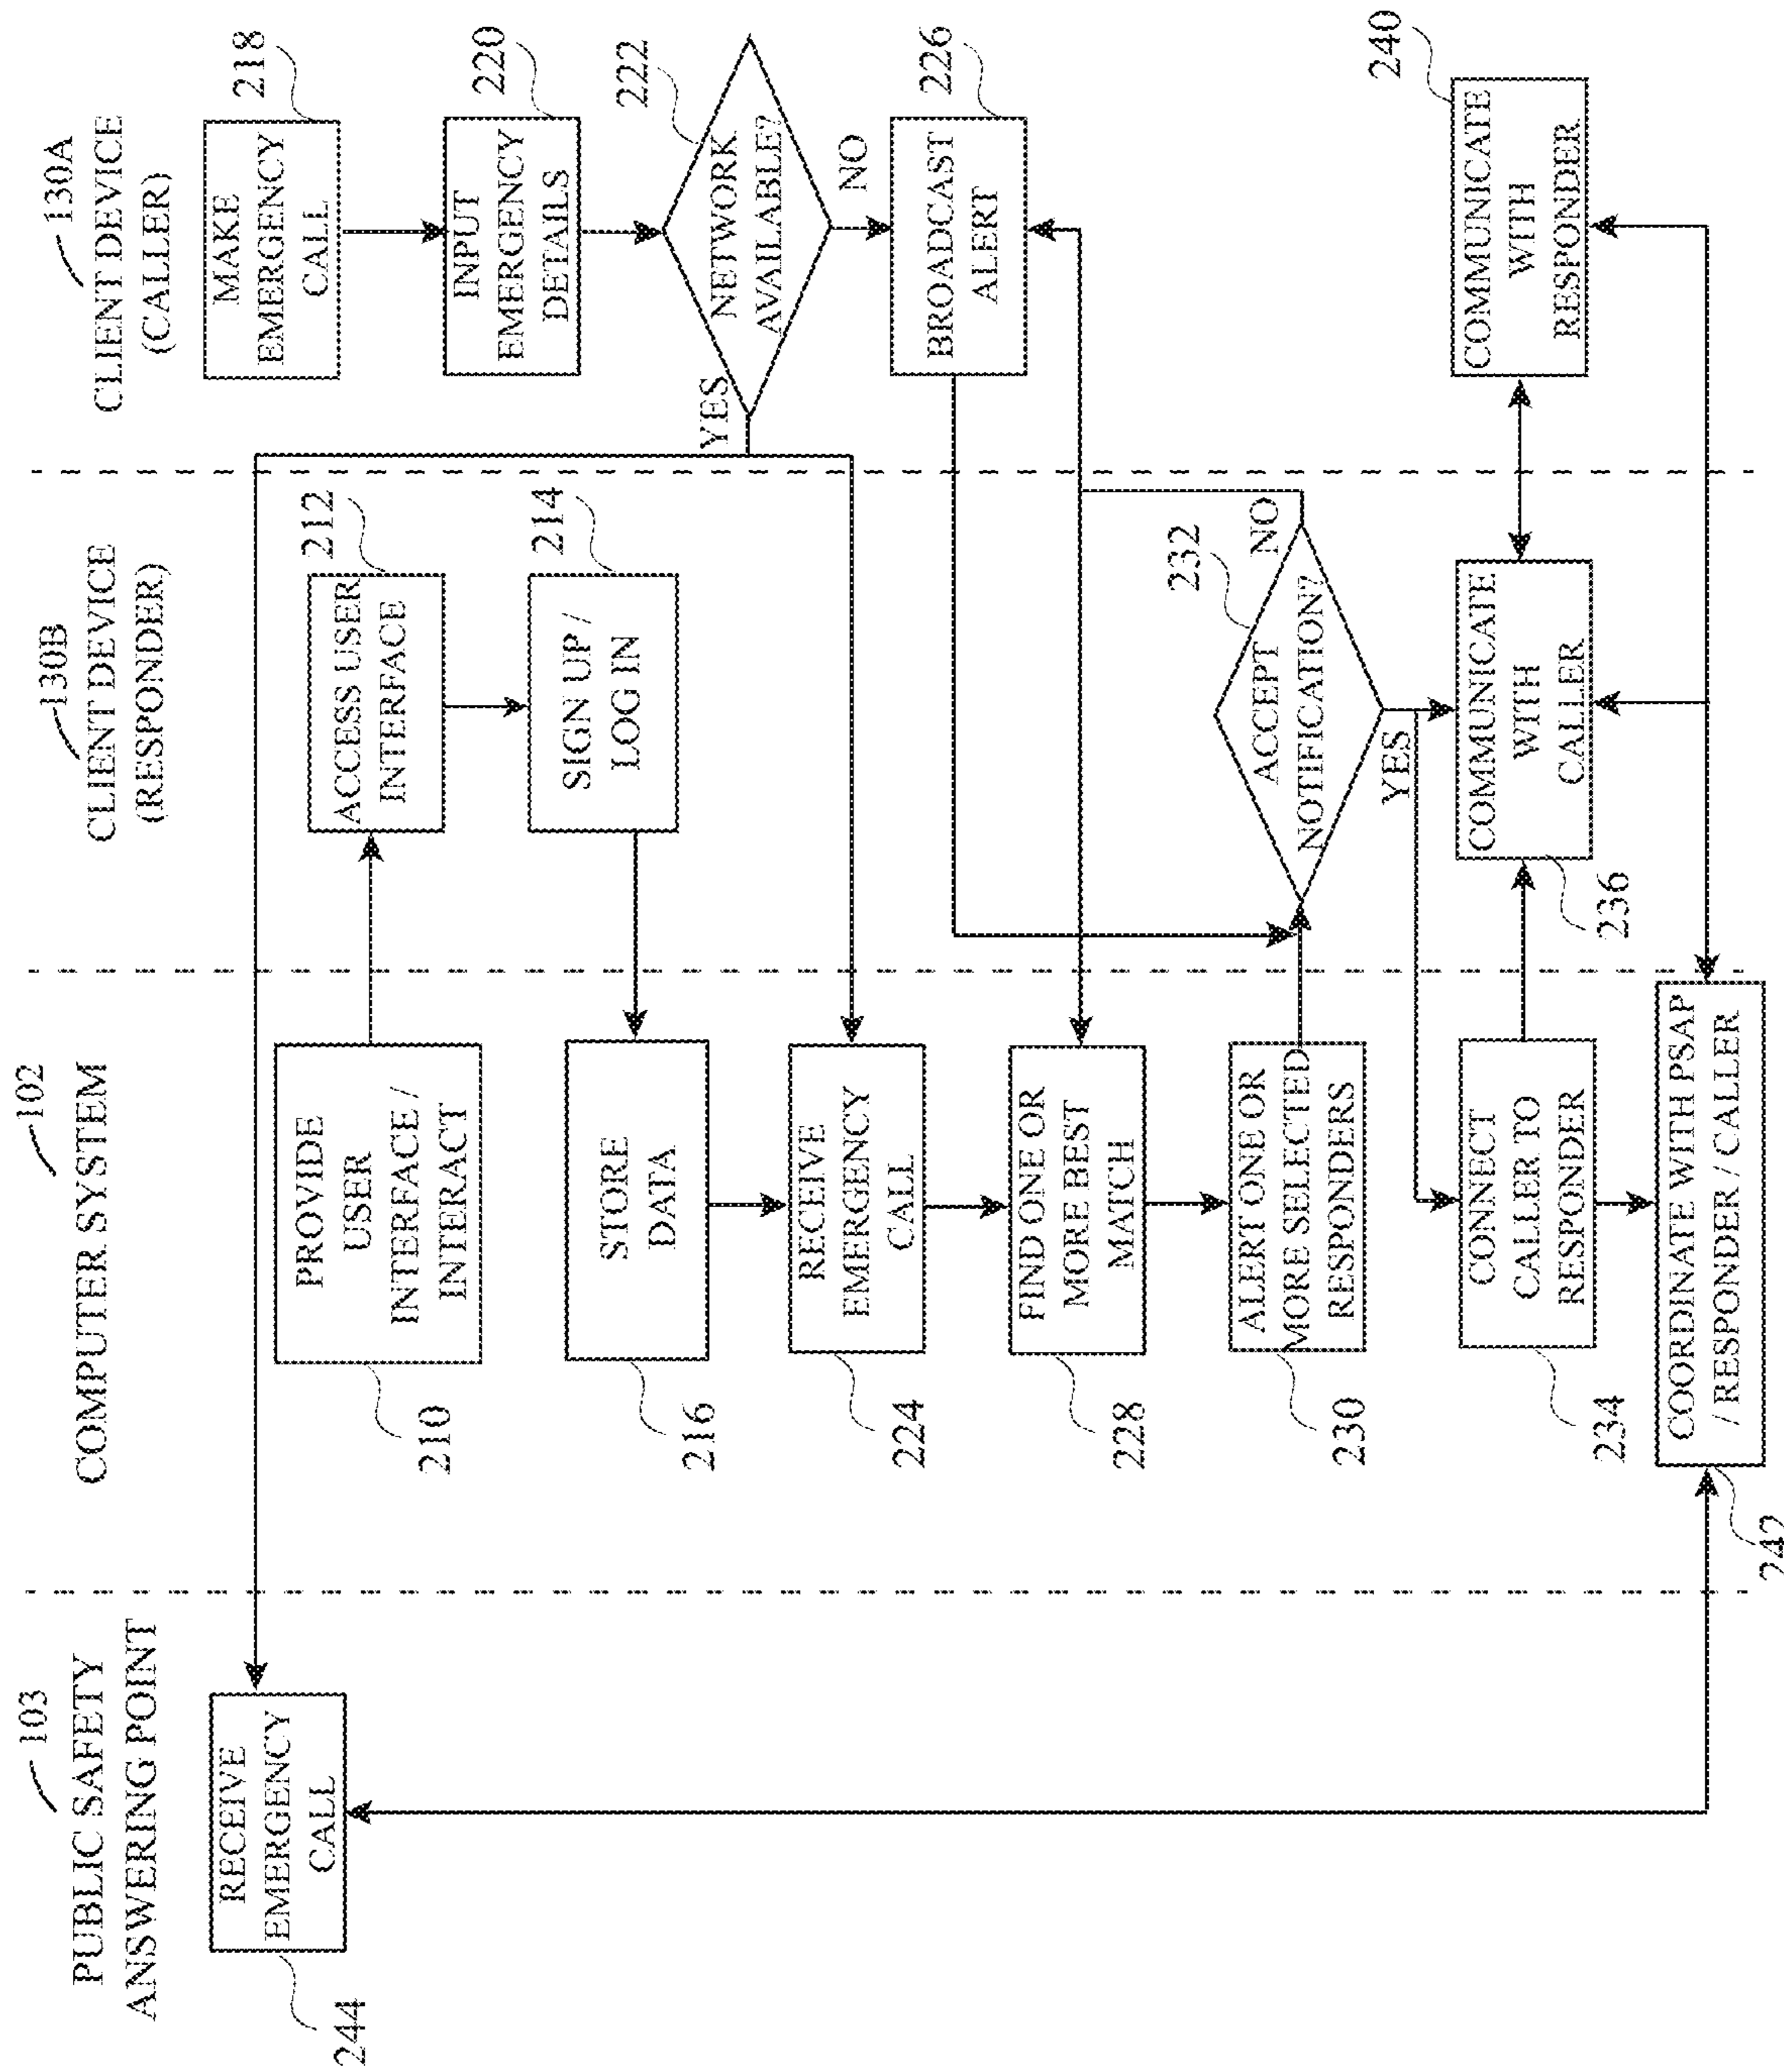 103
PUBLIC SAFETY
ANSWERING POINT
RECEIVE
EMERGENCY
CALL
244
102
COMPUTER SYSTEM
PROVIDE
USER
INTERFACE /
INTERACT
210
STORE
DATA
216
RECEIVE
EMERGENCY
CALL
224
FIND ONE OR
MORE BEST
MATCH
228
ALERT ONE OR
MORE SELECTED
RESPONDERS
230
CONNECT
CALLER TO
RESPONDER
234
COORDINATE WITH PSAP
/ RESPONDER / CALLER
242
130B
CLIENT DEVICE
(RESPONDER)
212
ACCESS USER
INTERFACE
214
SIGN UP /
LOG IN
232
ACCEPT
NOTIFICATION?
NO
YES
COMMUNICATE
WITH
CALLER
236
130A
CLIENT DEVICE
(CALLER)
218
MAKE
EMERGENCY
CALL
220
INPUT
EMERGENCY
DETAILS
222
NETWORK
AVAILABLE?
YES
NO
226
BROADCAST
ALERT
240
COMMUNICATE
WITH
RESPONDER